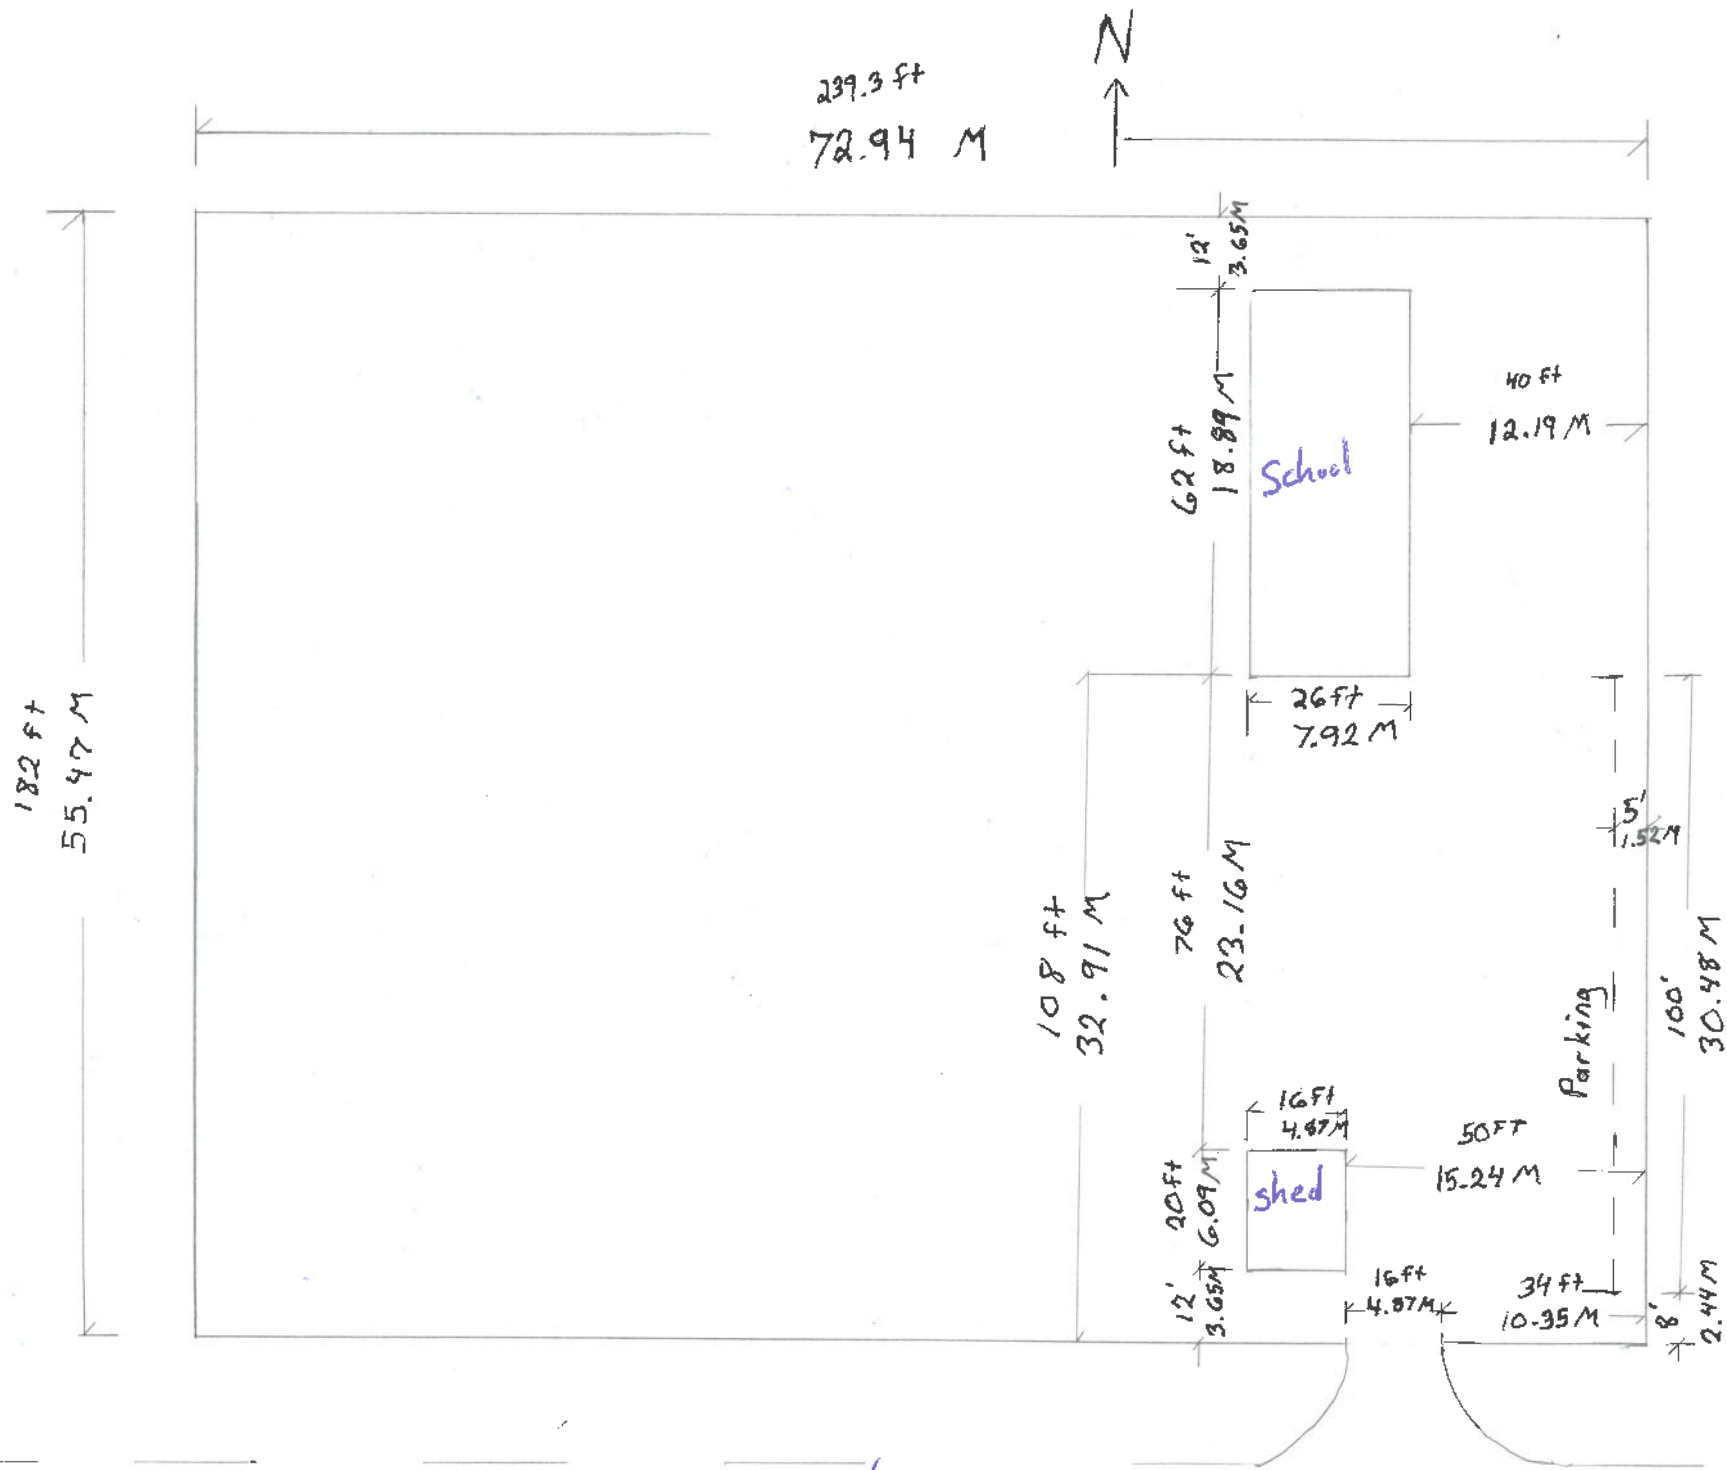 N
239.3 ft
72.94 M
12'
3.65M
62 ft
18.89 M
School
40 ft
12.19 M
182 ft
55.47 M
26 ft
7.92 M
5'
1.52M
108 ft
32.91 M
76 ft
23.16 M
Parking
100'
30.48 M
16 Ft
4.87M
50 FT
15.24 M
20 ft
6.09M
shed
12'
3.65M
16 ft
4.87M
34 ft
10.35 M
8'
2.44 M